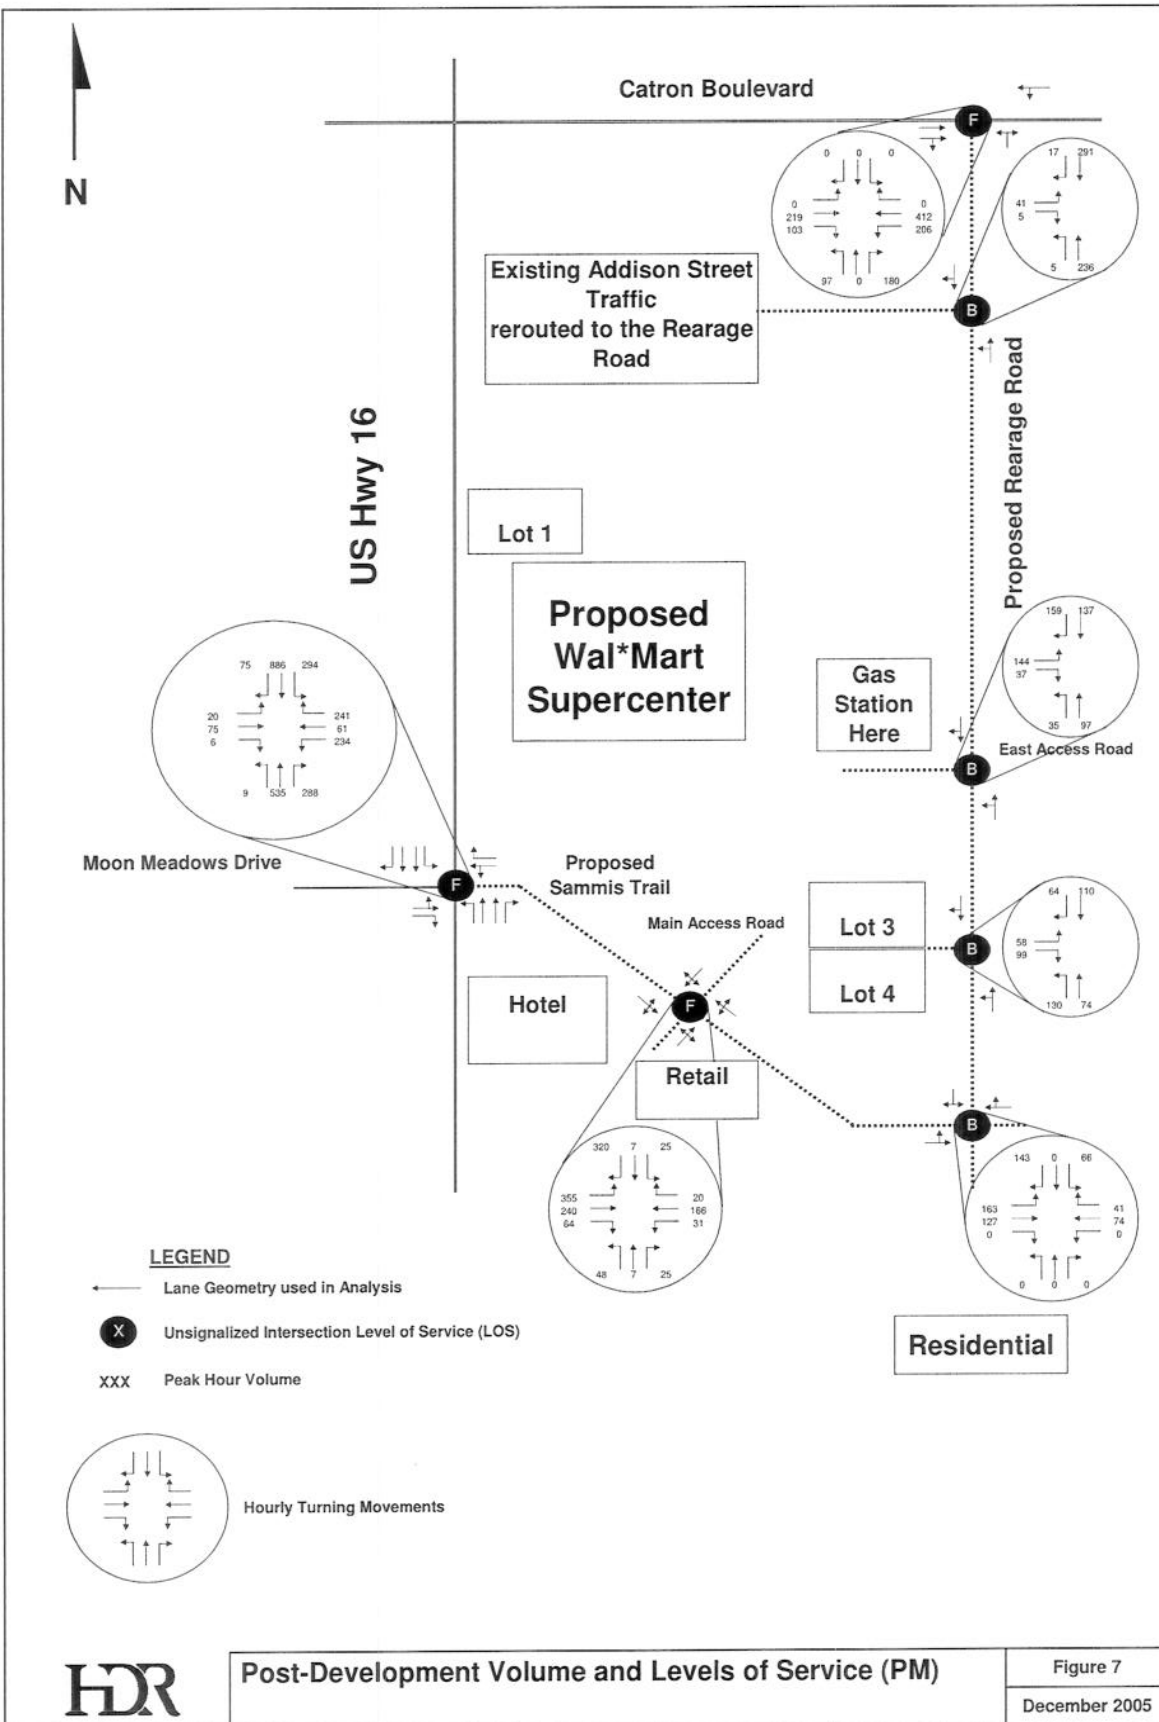 Catron Boulevard
N
F
0 0 0
0
219
103
0
412
206
97 0 180
17 291
41
5
5 236
Existing Addison Street
Traffic
rerouted to the Rearage
Road
B
Proposed Rearage Road
US Hwy 16
Lot 1
Proposed
Wal*Mart
Supercenter
Gas
Station
Here
159 137
144
37
35 97
East Access Road
B
75 886 294
20
75
6
241
61
234
9 535 288
Moon Meadows Drive
F
Proposed
Sammis Trail
Main Access Road
Lot 3
Lot 4
B
64 110
58
99
130 74
Hotel
F
Retail
B
320 7 25
355
240
64
20
166
31
48 7 25
143 0 66
163
127
0
41
74
0
0 0 0
Residential
LEGEND
Lane Geometry used in Analysis
X Unsignalized Intersection Level of Service (LOS)
XXX Peak Hour Volume
Hourly Turning Movements
HDR
Post-Development Volume and Levels of Service (PM)
Figure 7
December 2005